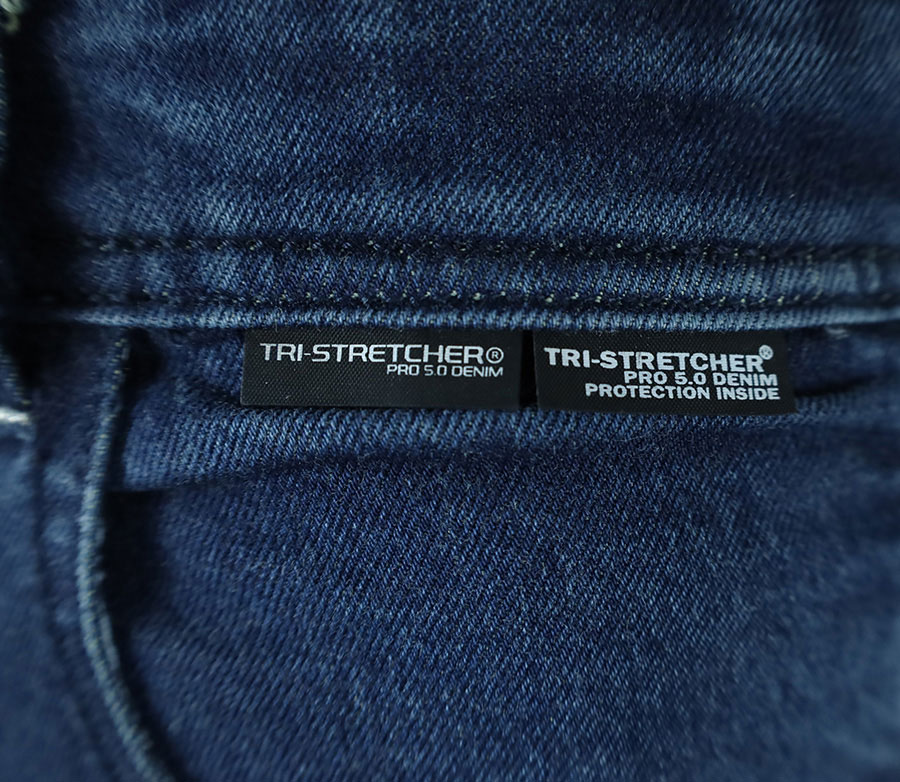 TRI-STRETCHER®
PRO 5.0 DENIM
TRI-STRETCHER®
PRO 5.0 DENIM
PROTECTION INSIDE